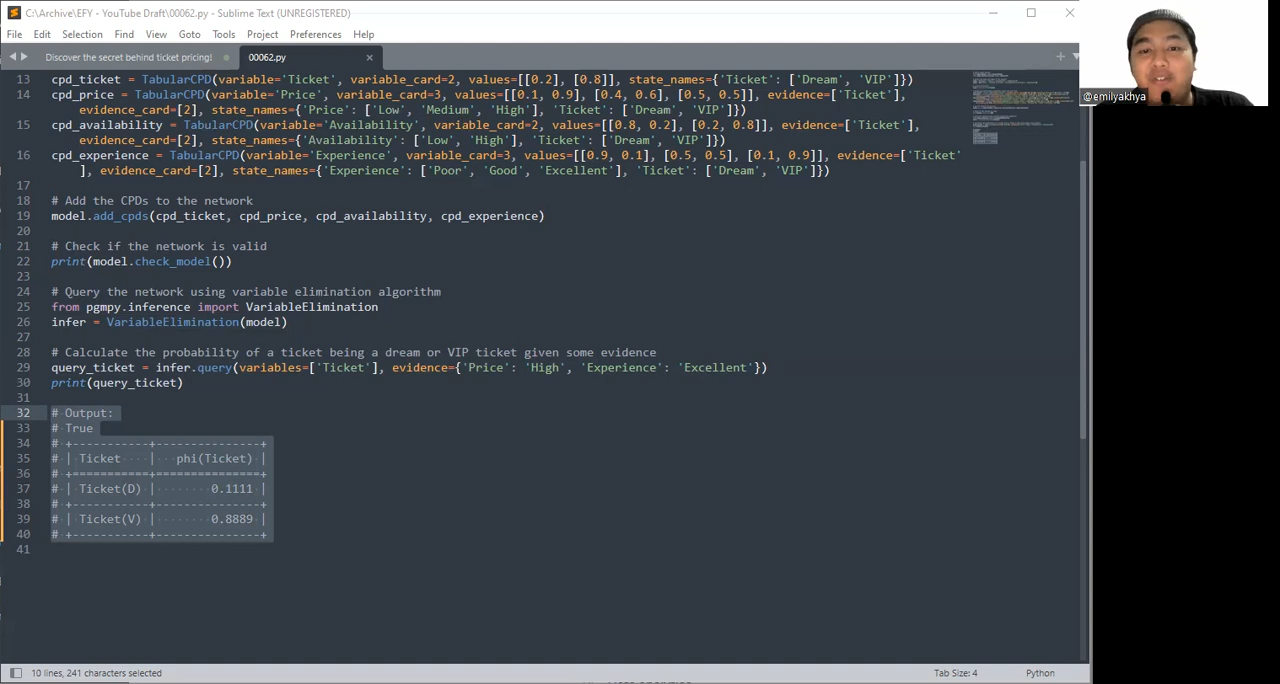 C:\Archive\EFY - YouTube Draft\00062.py - Sublime Text (UNREGISTERED)
File Edit Selection Find View Goto Tools Project Preferences Help
Discover the secret behind ticket pricing! 00062.py
@emilyakhya
13 cpd_ticket = TabularCPD(variable='Ticket', variable_card=2, values=[[0.2], [0.8]], state_names={'Ticket': ['Dream', 'VIP']})
14 cpd_price = TabularCPD(variable='Price', variable_card=3, values=[[0.1, 0.9], [0.4, 0.6], [0.5, 0.5]], evidence=['Ticket'],
evidence_card=[2], state_names={'Price': ['Low', 'Medium', 'High'], 'Ticket': ['Dream', 'VIP']})
15 cpd_availability = TabularCPD(variable='Availability', variable_card=2, values=[[0.8, 0.2], [0.2, 0.8]], evidence=['Ticket'],
evidence_card=[2], state_names={'Availability': ['Low', 'High'], 'Ticket': ['Dream', 'VIP']})
16 cpd_experience = TabularCPD(variable='Experience', variable_card=3, values=[[0.9, 0.1], [0.5, 0.5], [0.1, 0.9]], evidence=['Ticket'
], evidence_card=[2], state_names={'Experience': ['Poor', 'Good', 'Excellent'], 'Ticket': ['Dream', 'VIP']})
17
18 # Add the CPDs to the network
19 model.add_cpds(cpd_ticket, cpd_price, cpd_availability, cpd_experience)
20
21 # Check if the network is valid
22 print(model.check_model())
23
24 # Query the network using variable elimination algorithm
25 from pgmpy.inference import VariableElimination
26 infer = VariableElimination(model)
27
28 # Calculate the probability of a ticket being a dream or VIP ticket given some evidence
29 query_ticket = infer.query(variables=['Ticket'], evidence={'Price': 'High', 'Experience': 'Excellent'})
30 print(query_ticket)
31
32 # Output:
33 # True
34 # +-----------+---------------+
35 # | Ticket    |   phi(Ticket) |
36 # +===========+===============+
37 # | Ticket(D) |        0.1111 |
38 # +-----------+---------------+
39 # | Ticket(V) |        0.8889 |
40 # +-----------+---------------+
41
10 lines, 241 characters selected Tab Size: 4 Python